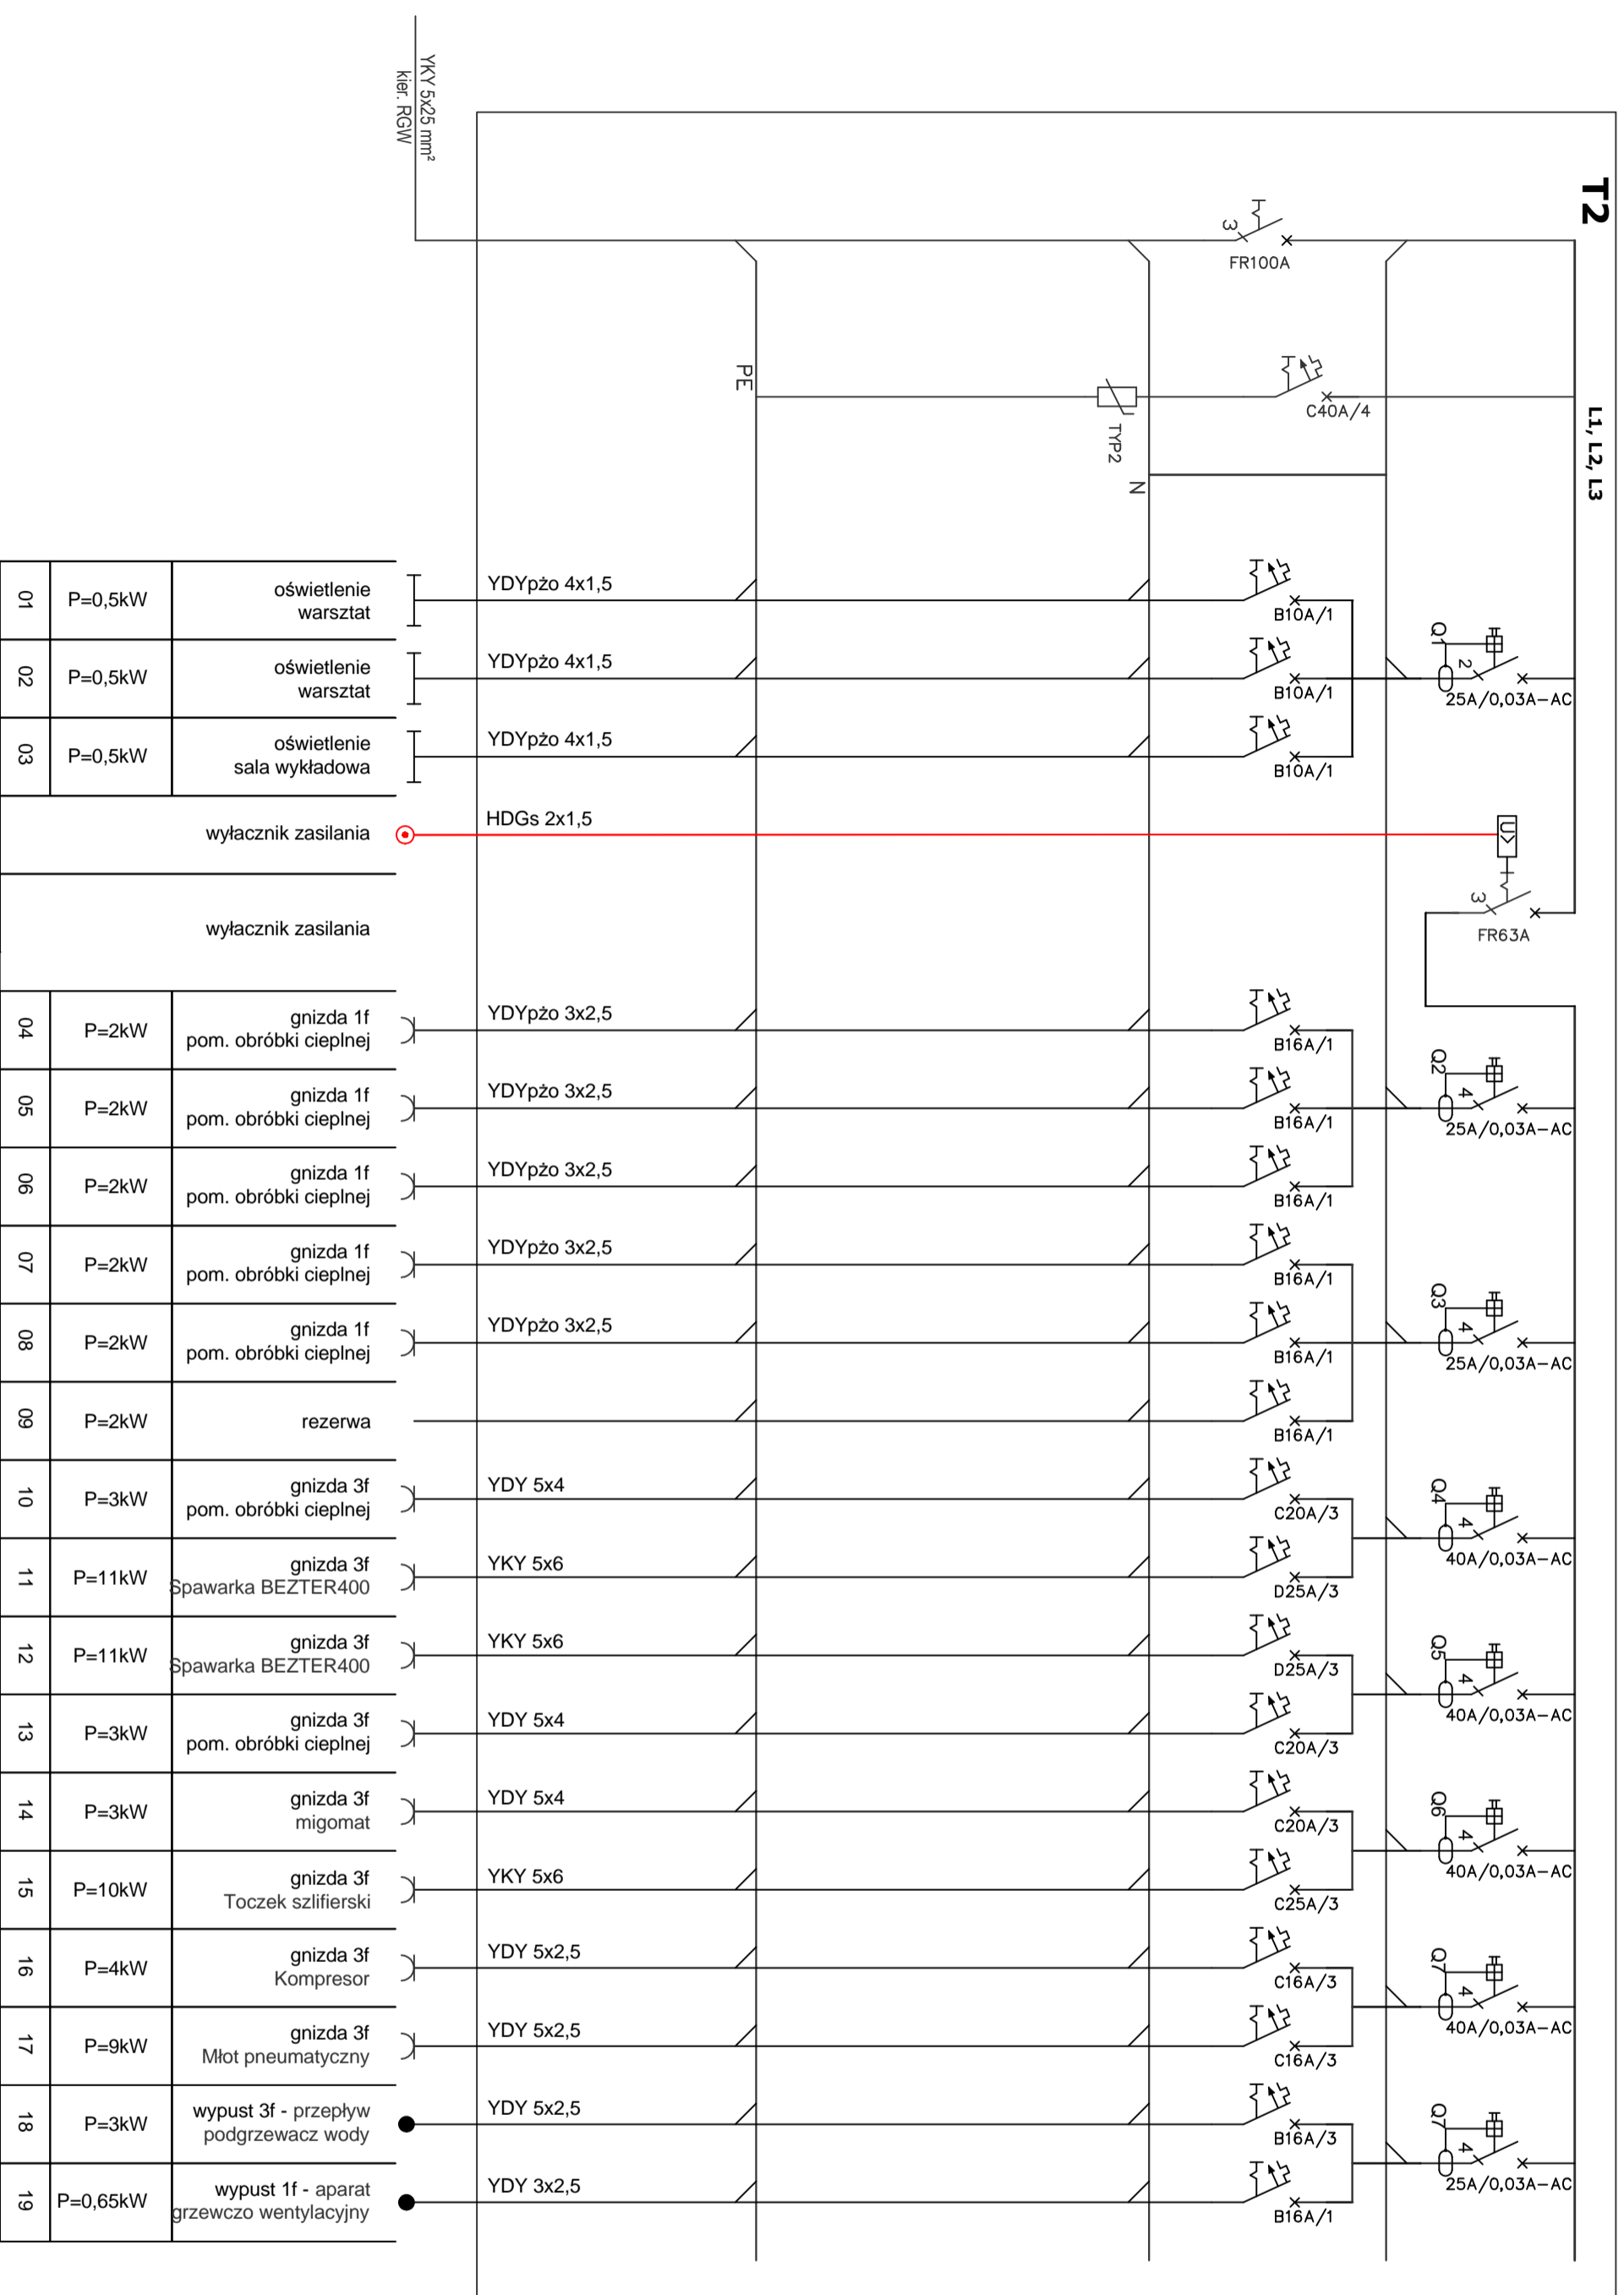 T2
L1, L2, L3
YKY 5x25 mm²
kier. RGW
3
FR100A
C40A/4
TYP2
PE
N
01
P=0,5kW
oświetlenie
warsztat
YDYpżo 4x1,5
B10A/1
02
P=0,5kW
oświetlenie
warsztat
YDYpżo 4x1,5
B10A/1
Q1
2
25A/0,03A-AC
03
P=0,5kW
oświetlenie
sala wykładowa
YDYpżo 4x1,5
B10A/1
wyłacznik zasilania
HDGs 2x1,5
U>
wyłacznik zasilania
3
FR63A
04
P=2kW
gnizda 1f
pom. obróbki cieplnej
YDYpżo 3x2,5
B16A/1
05
P=2kW
gnizda 1f
pom. obróbki cieplnej
YDYpżo 3x2,5
B16A/1
Q2
4
25A/0,03A-AC
06
P=2kW
gnizda 1f
pom. obróbki cieplnej
YDYpżo 3x2,5
B16A/1
07
P=2kW
gnizda 1f
pom. obróbki cieplnej
YDYpżo 3x2,5
B16A/1
08
P=2kW
gnizda 1f
pom. obróbki cieplnej
YDYpżo 3x2,5
B16A/1
Q3
4
25A/0,03A-AC
09
P=2kW
rezerwa
B16A/1
10
P=3kW
gnizda 3f
pom. obróbki cieplnej
YDY 5x4
C20A/3
Q4
4
40A/0,03A-AC
11
P=11kW
gnizda 3f
Spawarka BEZTER400
YKY 5x6
D25A/3
12
P=11kW
gnizda 3f
Spawarka BEZTER400
YKY 5x6
D25A/3
Q5
4
40A/0,03A-AC
13
P=3kW
gnizda 3f
pom. obróbki cieplnej
YDY 5x4
C20A/3
14
P=3kW
gnizda 3f
migomat
YDY 5x4
C20A/3
Q6
4
40A/0,03A-AC
15
P=10kW
gnizda 3f
Toczek szlifierski
YKY 5x6
C25A/3
16
P=4kW
gnizda 3f
Kompresor
YDY 5x2,5
C16A/3
Q7
4
40A/0,03A-AC
17
P=9kW
gnizda 3f
Młot pneumatyczny
YDY 5x2,5
C16A/3
18
P=3kW
wypust 3f - przepływ
podgrzewacz wody
YDY 5x2,5
B16A/3
Q7
4
25A/0,03A-AC
19
P=0,65kW
wypust 1f - aparat
grzewczo wentylacyjny
YDY 3x2,5
B16A/1